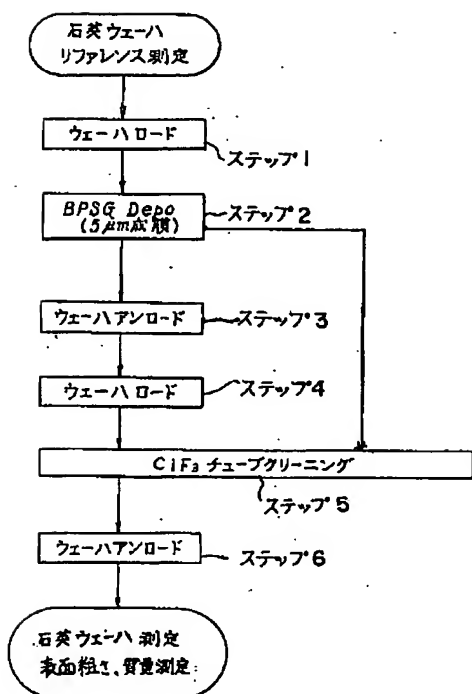 石英ウェーハ
リファレンス測定
ウェーハロード
ステップ1
BPSG Depo
(5μm成膜)
ステップ2
ウェーハアンロード
ステップ3
ウェーハロード
ステップ4
ClF₃チューブクリーニング
ステップ5
ウェーハアンロード
ステップ6
石英ウェーハ測定
表面粗さ、質量測定